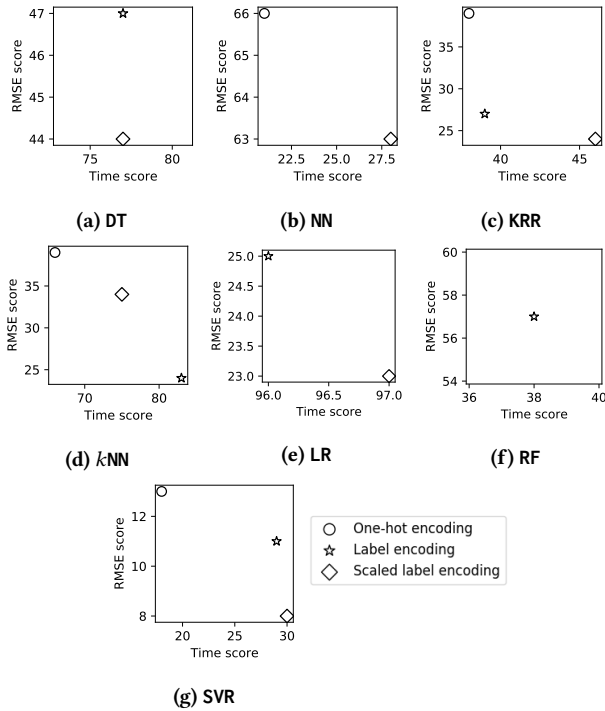 RMSE score
47
46
45
44
75
80
Time score
(a) DT
RMSE score
66
65
64
63
22.5
25.0
27.5
Time score
(b) NN
RMSE score
35
30
25
40
45
Time score
(c) KRR
RMSE score
35
30
25
70
80
Time score
(d) kNN
RMSE score
25.0
24.5
24.0
23.5
23.0
96.0
96.5
97.0
Time score
(e) LR
RMSE score
60
58
56
54
36
38
40
Time score
(f) RF
RMSE score
12
10
8
20
25
30
Time score
One-hot encoding
Label encoding
Scaled label encoding
(g) SVR